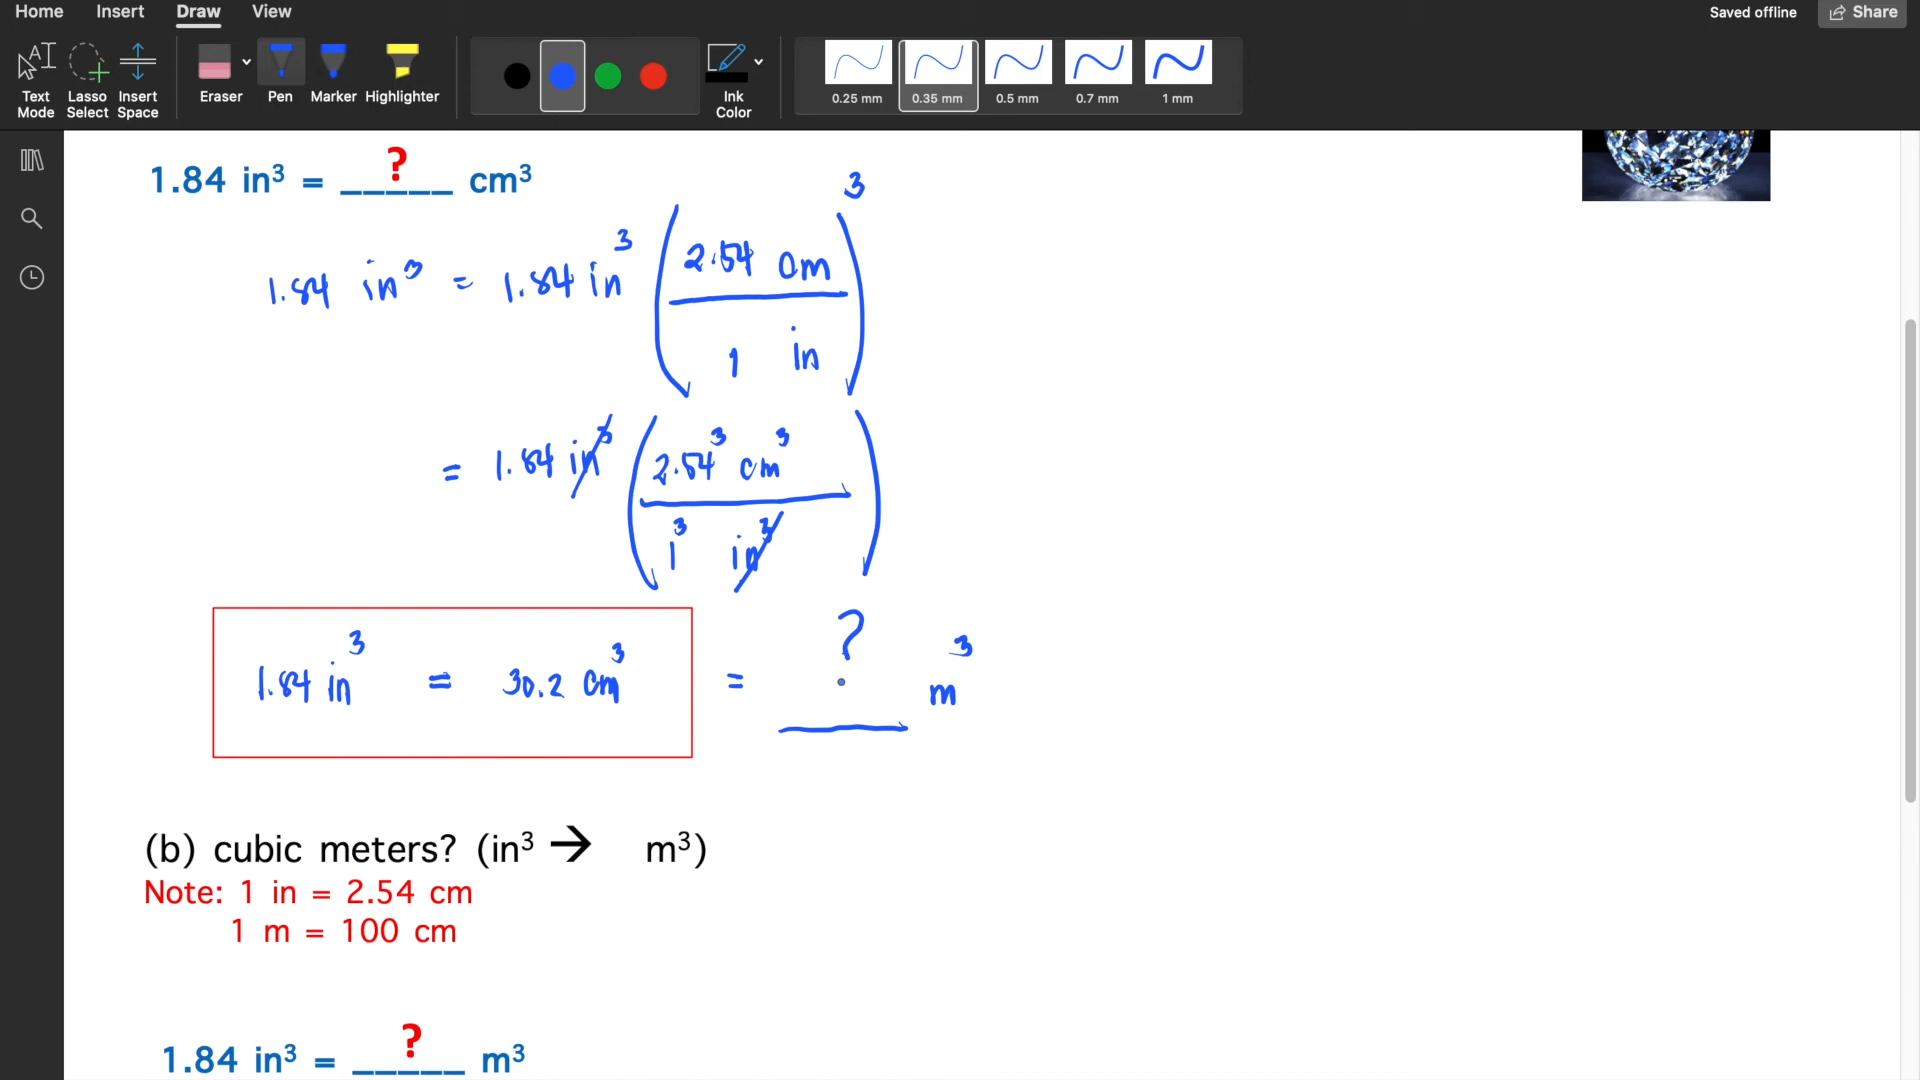 Home Insert Draw View Saved offline Share
Text Mode Lasso Select Insert Space Eraser Pen Marker Highlighter Ink Color 0.25 mm 0.35 mm 0.5 mm 0.7 mm 1 mm
1.84 in³ = _____ ? cm³
1.84 in³ = 1.84 in³ (2.54 cm / 1 in)³
= 1.84 in³ (2.54³ cm³ / 1³ in³)
1.84 in³ = 30.2 cm³ = ? m³
(b) cubic meters? (in³ → m³)
Note: 1 in = 2.54 cm
1 m = 100 cm
1.84 in³ = _____ ? m³